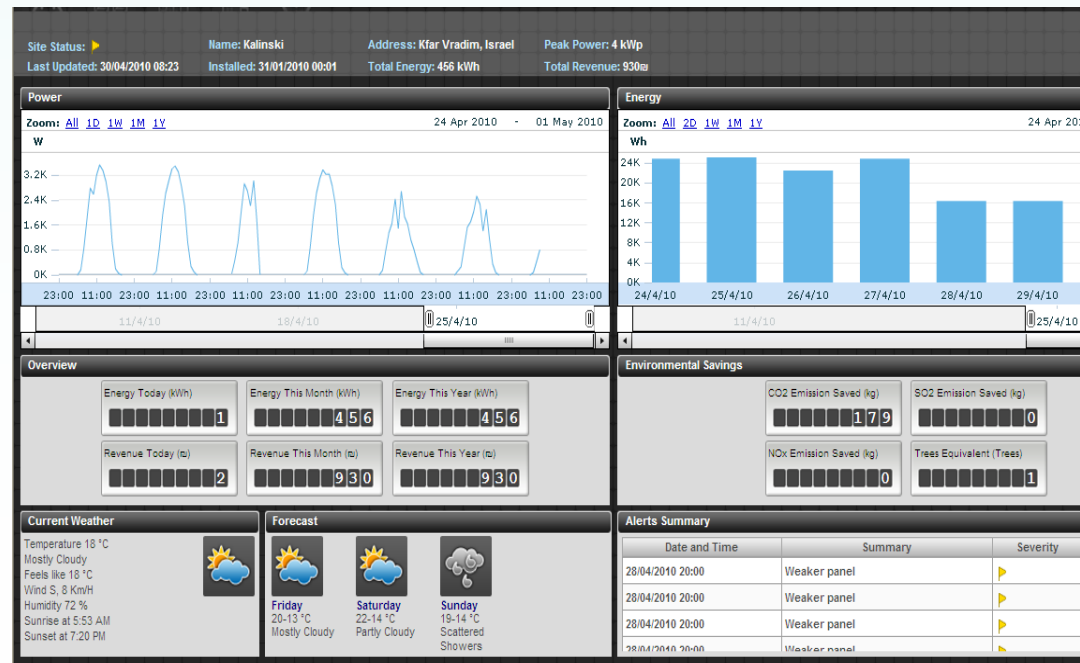 Site Status:
Name: Kalinski
Address: Kfar Vradim, Israel
Peak Power: 4 kWp
Last Updated: 30/04/2010 08:23
Installed: 31/01/2010 00:01
Total Energy: 456 kWh
Total Revenue: 930₪
Power
Zoom: All 1D 1W 1M 1Y
24 Apr 2010 - 01 May 2010
W
3.2K
2.4K
1.6K
0.8K
0K
23:00 11:00 23:00 11:00 23:00 11:00 23:00 11:00 23:00 11:00 23:00 11:00 23:00 11:00 23:00
11/4/10 18/4/10 25/4/10
Energy
Zoom: All 2D 1W 1M 1Y
24 Apr 201
Wh
24K
20K
16K
12K
8K
4K
0K
24/4/10 25/4/10 26/4/10 27/4/10 28/4/10 29/4/10
11/4/10 25/4/10
Overview
Energy Today (kWh)
Energy This Month (kWh)
Energy This Year (kWh)
1
456
456
Revenue Today (₪)
Revenue This Month (₪)
Revenue This Year (₪)
2
930
930
Environmental Savings
CO2 Emission Saved (kg)
SO2 Emission Saved (kg)
179
0
NOx Emission Saved (kg)
Trees Equivalent (Trees)
0
1
Current Weather
Temperature 18 °C
Mostly Cloudy
Feels like 18 °C
Wind S, 8 Km/H
Humidity 72 %
Sunrise at 5:53 AM
Sunset at 7:20 PM
Forecast
Friday
20-13 °C
Mostly Cloudy
Saturday
22-14 °C
Partly Cloudy
Sunday
19-14 °C
Scattered
Showers
Alerts Summary
Date and Time Summary Severity
28/04/2010 20:00 Weaker panel
28/04/2010 20:00 Weaker panel
28/04/2010 20:00 Weaker panel
28/04/2010 20:00 Weaker panel